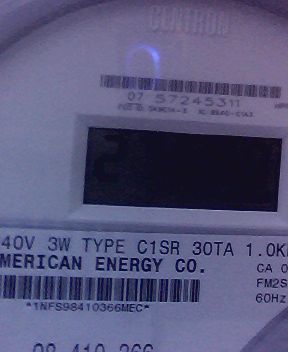 CENTRON
07 57245311
40V 3W TYPE C1SR 30TA 1.0K
MERICAN ENERGY CO.
CA 0
FM2S
60Hz
*1NFS98410366MEC*
08 410 366